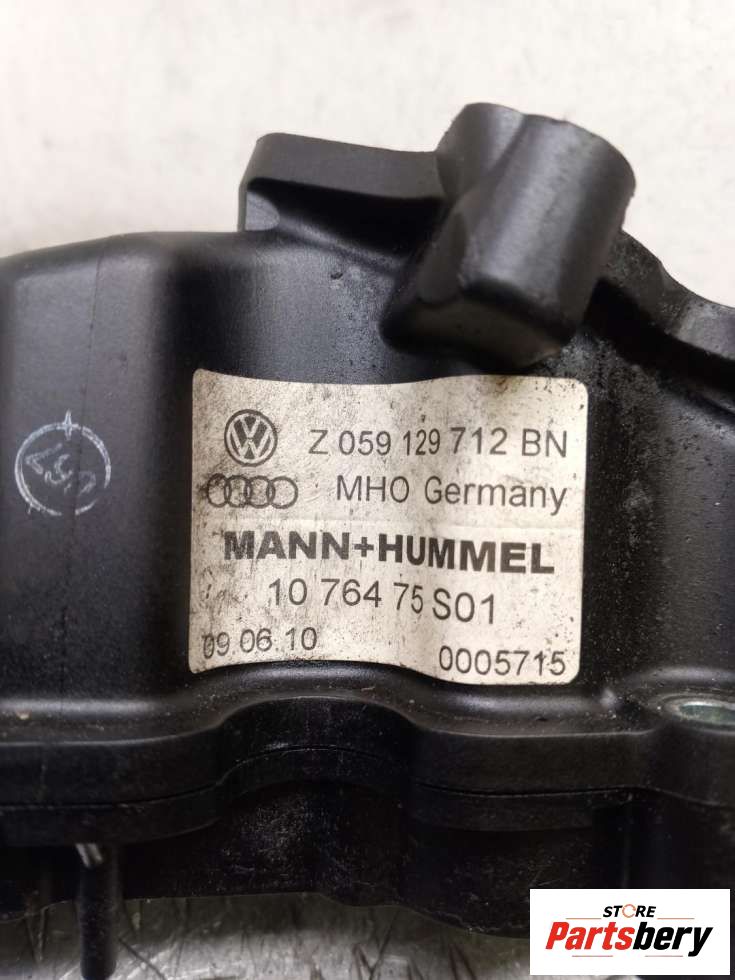 Z 059 129 712 BN
MHO Germany
MANN+HUMMEL
10 764 75 S01
09.06.10 0005715
STORE
Partsbery